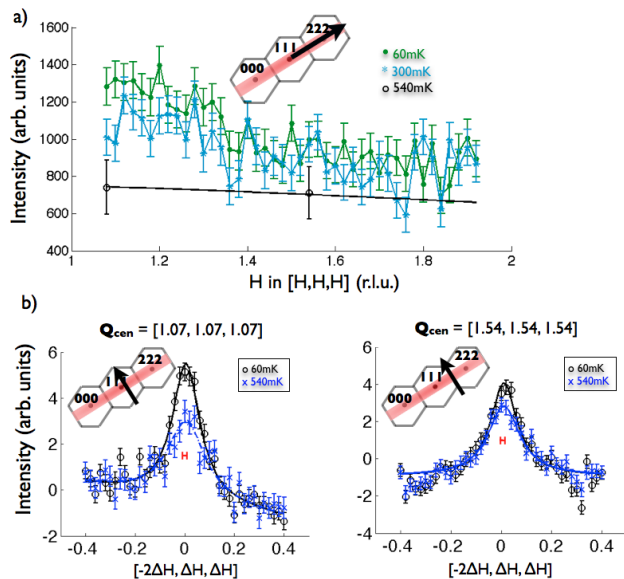 a)
Intensity (arb. units)
1600
1400
1200
1000
800
600
400
000
111
222
60mK
300mK
540mK
1
1.2
1.4
1.6
1.8
2
H in [H,H,H] (r.l.u.)
b)
Qcen = [1.07, 1.07, 1.07]
Intensity (arb. units)
6
4
2
0
-2
000
222
60mK
540mK
H
-0.4
-0.2
0
0.2
0.4
[-2ΔH, ΔH, ΔH]
Qcen = [1.54, 1.54, 1.54]
6
4
2
0
-2
-4
000
111
222
60mK
540mK
H
-0.4
-0.2
0
0.2
0.4
[-2ΔH, ΔH, ΔH]